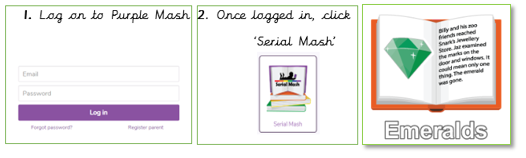 1. Log on to Purple Mash
Email
Password
Log in
Forgot password?
Register parent
2. Once logged in, click
'Serial Mash'
Serial Mash
Serial Mash
Billy and his zoo
friends reached
Snark's Jewellery
Store. Jaz examined
the marks on the
door and windows. It
could mean only one
thing. The emerald
was gone.
Emeralds